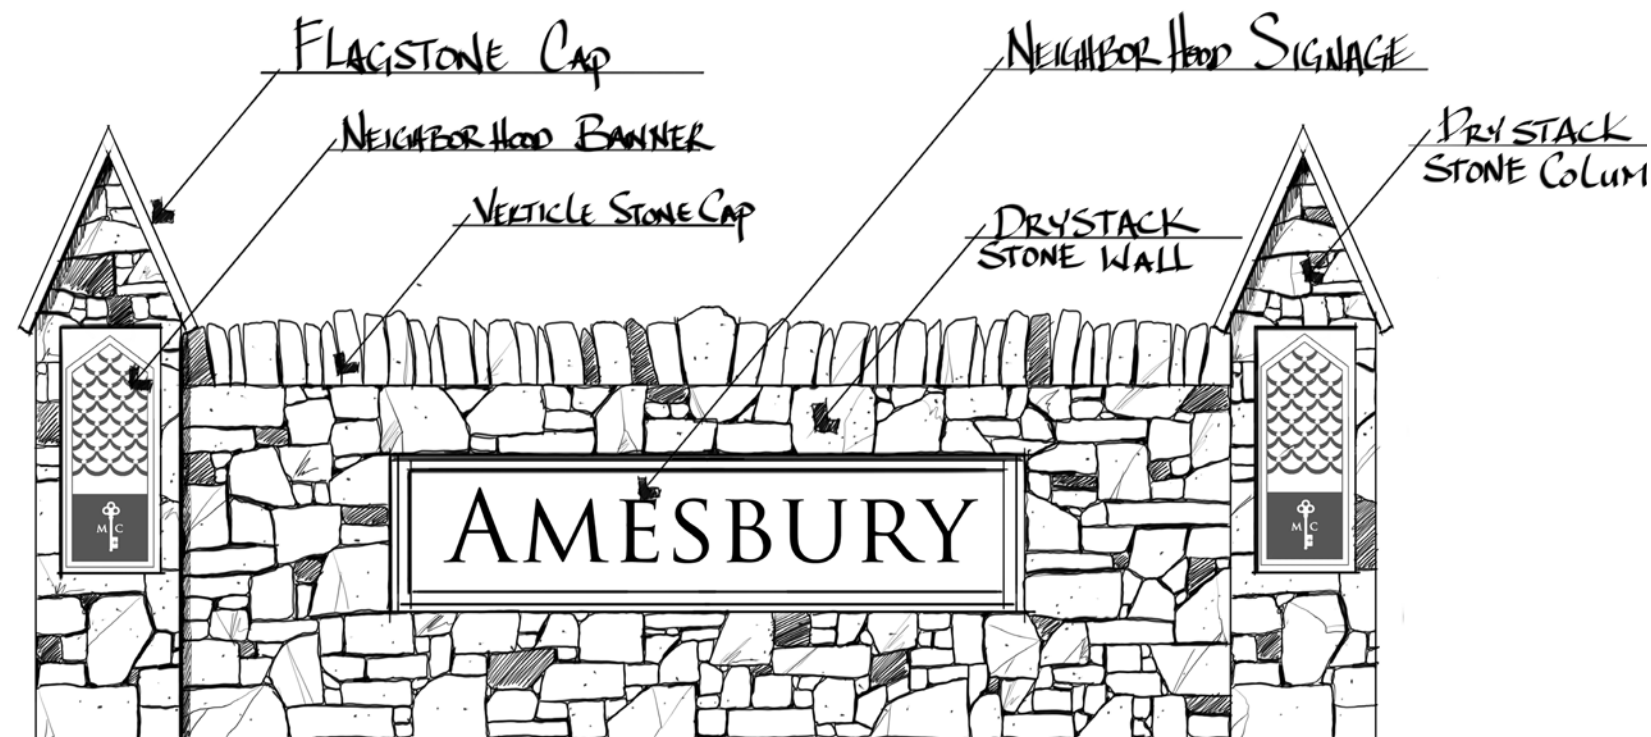 FLAGSTONE CAP
NEIGHBORHOOD SIGNAGE
NEIGHBORHOOD BANNER
DRYSTACK
STONE COLUM
VERTICLE STONE CAP
DRYSTACK
STONE WALL
AMESBURY
M C
M C